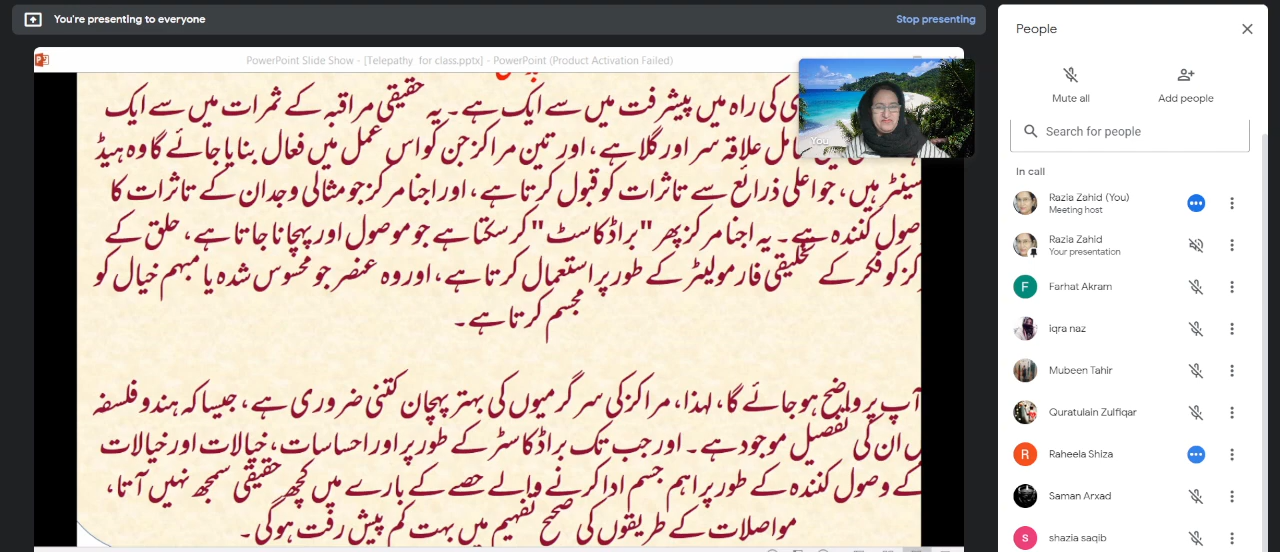 You're presenting to everyone
Stop presenting
PowerPoint Slide Show - [Telepathy for class.pptx] - PowerPoint (Product Activation Failed)
ی کی راہ میں پیشرفت میں سے ایک ہے۔ یہ حقیقی مراقبہ کے ثمرات میں سے ایک
علاقہ سر اور گلا ہے، اور تین مراکز جن کو اس عمل میں فعال بنایا جائے گا وہ ہیڈ
سینٹر ہیں، جو اعلی ذرائع سے تاثرات کو قبول کرتا ہے، اور اجنا مرکز جو مثالی وجدان کے تاثرات کا
وصول کنندہ ہے۔ یہ اجنا مرکز پھر "براڈکاسٹ" کر سکتا ہے جو موصول اور پہچانا جاتا ہے، حلق کے
کز کو فکر کے تخلیقی فارمولیٹر کے طور پر استعمال کرتا ہے، اور وہ عنصر جو محسوس شدہ یا مبہم خیال کو
مجسم کرتا ہے۔
آپ پر واضح ہو جائے گا، لہذا، مراکز کی سرگرمیوں کی بہتر پہچان کتنی ضروری ہے، جیسا کہ ہندو فلسفہ
ں ان کی تفصیل موجود ہے۔ اور جب تک براڈکاسٹر کے طور پر اور احساسات، خیالات اور خیالات
کے وصول کنندہ کے طور پر اہم جسم ادا کرنے والے حصے کے بارے میں کچھ حقیقی سمجھ نہیں آتا،
مواصلات کے طریقوں کی صحیح تفہیم میں بہت کم پیش رفت ہوگی۔
You
People
Mute all
Add people
Search for people
In call
Razia Zahid (You)
Meeting host
Razia Zahid
Your presentation
F
Farhat Akram
iqra naz
Mubeen Tahir
Quratulain Zulfiqar
R
Raheela Shiza
Saman Arxad
S
shazia saqib